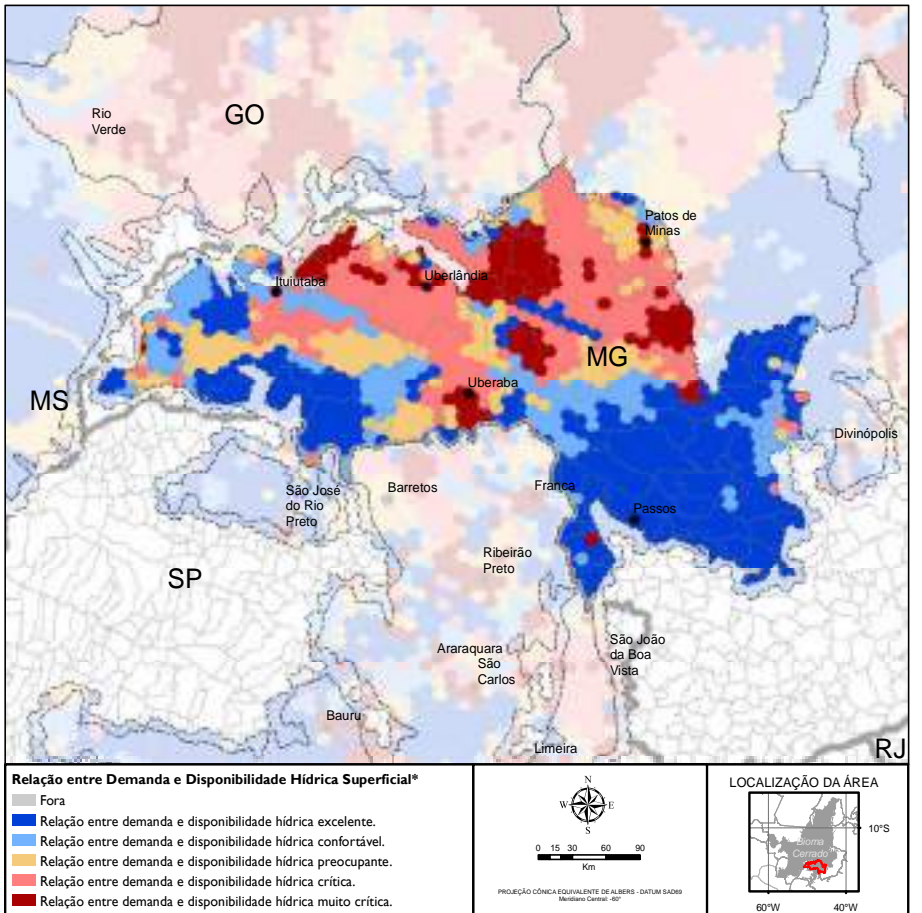 GO
Rio
Verde
Patos de
Minas
Ituiutaba
Uberlândia
MG
Uberaba
MS
Divinópolis
São José
do Rio
Preto
Barretos
Franca
Passos
Ribeirão
Preto
SP
Araraquara
São
Carlos
São João
da Boa
Vista
Bauru
Limeira
RJ
Relação entre Demanda e Disponibilidade Hídrica Superficial*
Fora
Relação entre demanda e disponibilidade hídrica excelente.
Relação entre demanda e disponibilidade hídrica confortável.
Relação entre demanda e disponibilidade hídrica preocupante.
Relação entre demanda e disponibilidade hídrica crítica.
Relação entre demanda e disponibilidade hídrica muito crítica.
N
W E
S
0 15 30 60 90
Km
PROJEÇÃO CÔNICA EQUIVALENTE DE ALBERS - DATUM SAD69
Meridiano Central: -60°
LOCALIZAÇÃO DA ÁREA
Bioma
Cerrado
10°S
60°W 40°W